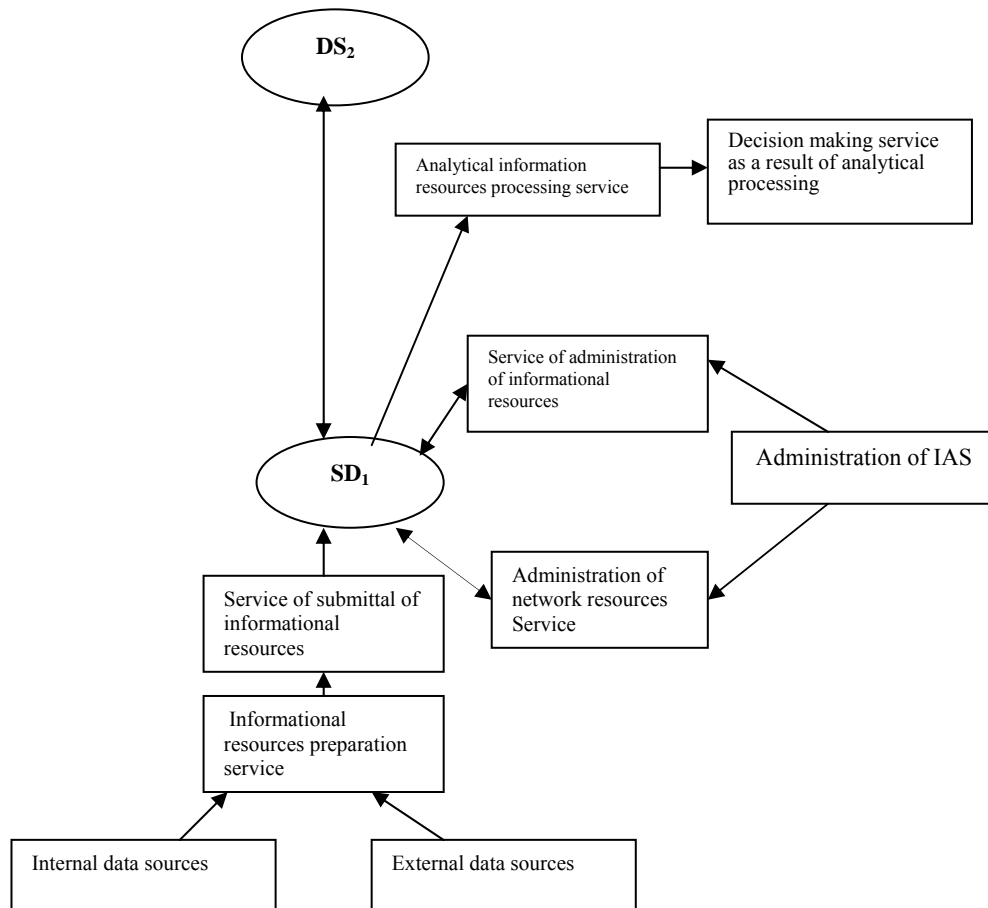 DS₂
Decision making service
as a result of analytical
processing
Analytical information
resources processing service
Service of administration
of informational
resources
Administration of IAS
SD₁
Administration of
network resources
Service
Service of submittal of
informational
resources
Informational
resources preparation
service
Internal data sources
External data sources